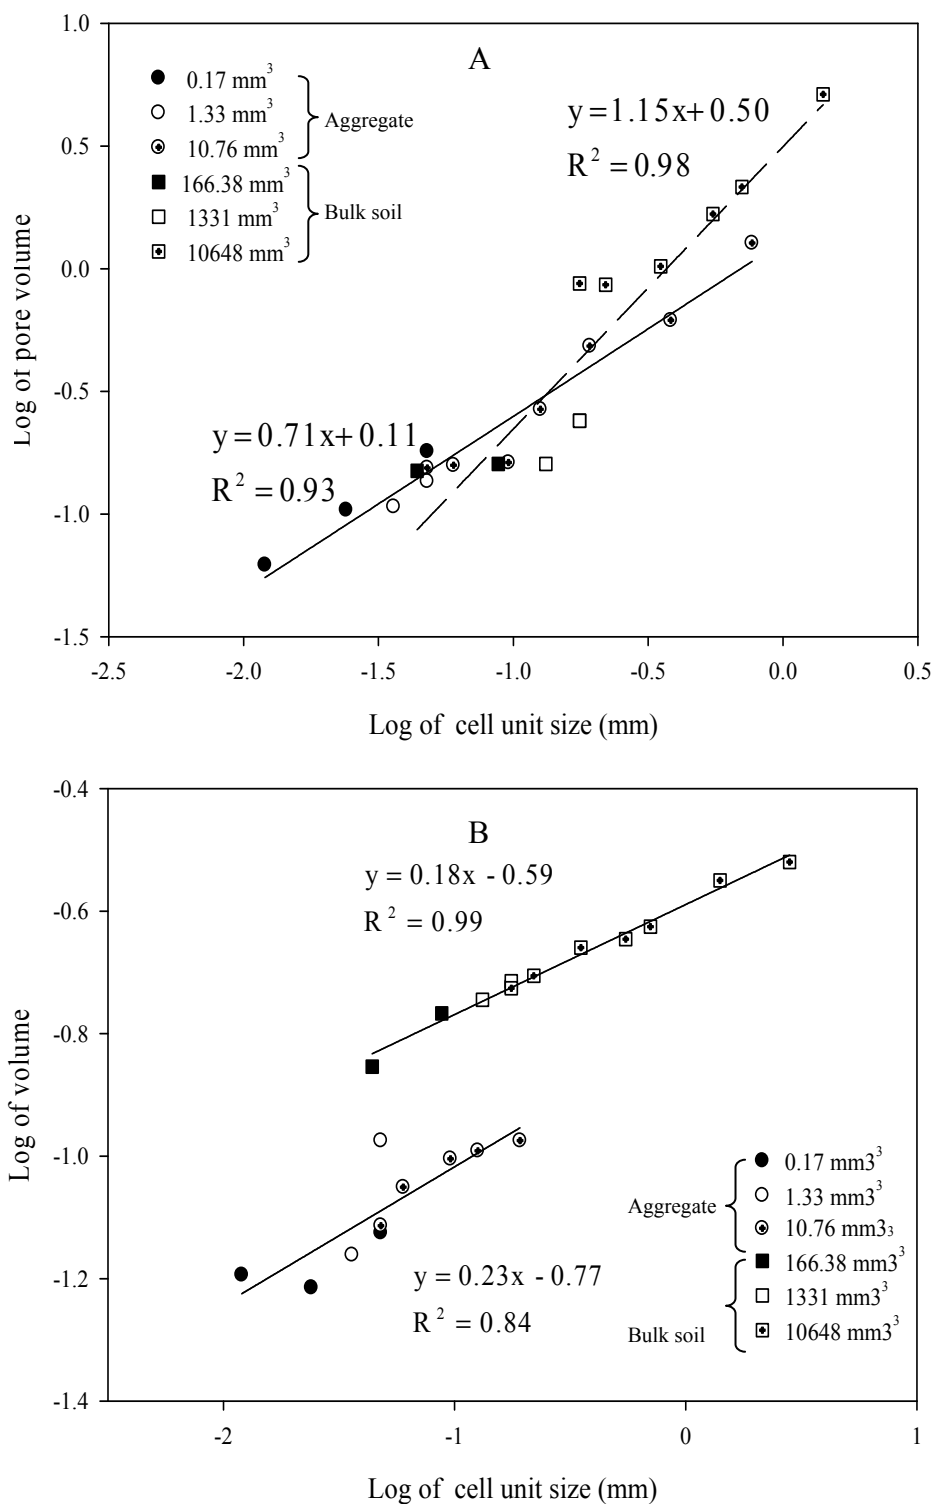 A
0.17 mm³
1.33 mm³
10.76 mm³
Aggregate
166.38 mm³
1331 mm³
10648 mm³
Bulk soil
y=1.15x+0.50
R² = 0.98
y=0.71x+0.11
R² = 0.93
1.0
0.5
0.0
-0.5
-1.0
-1.5
Log of pore volume
-2.5 -2.0 -1.5 -1.0 -0.5 0.0 0.5
Log of cell unit size (mm)
B
y = 0.18x - 0.59
R² = 0.99
y = 0.23x - 0.77
R² = 0.84
Aggregate
0.17 mm3³
1.33 mm3³
10.76 mm3₃
Bulk soil
166.38 mm3³
1331 mm3³
10648 mm3³
-0.4
-0.6
-0.8
-1.0
-1.2
-1.4
Log of volume
-2 -1 0 1
Log of cell unit size (mm)